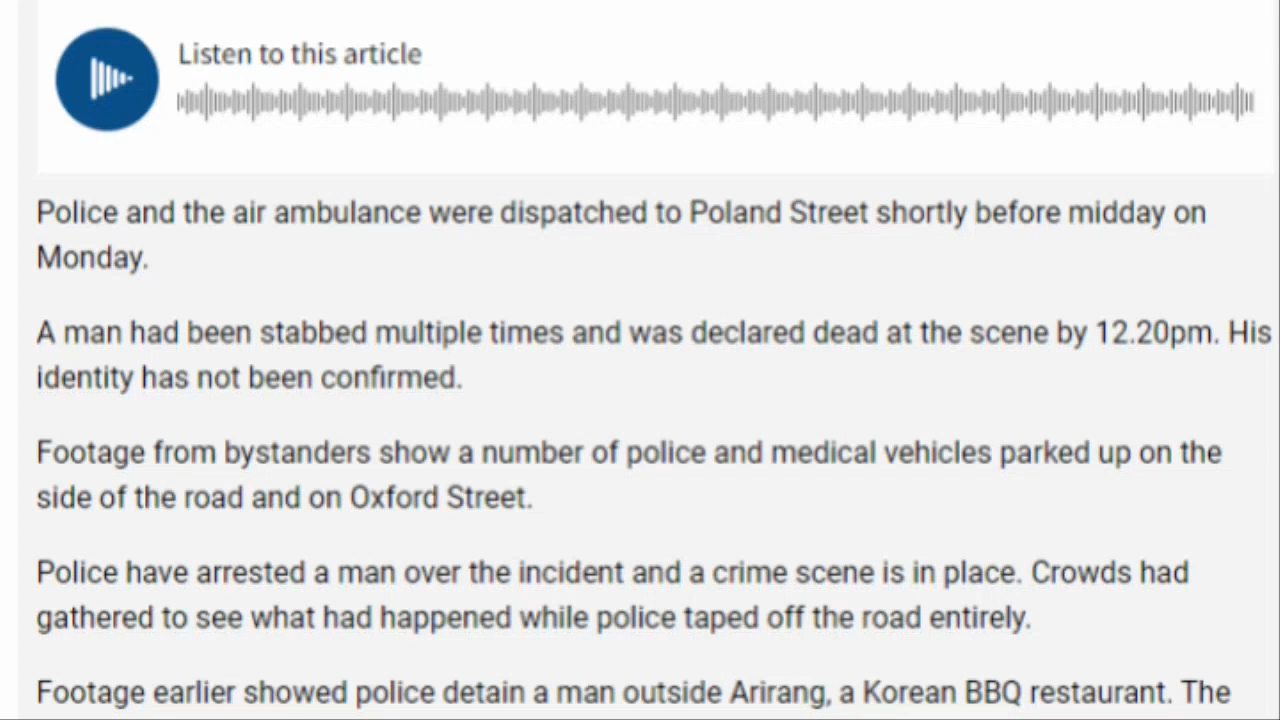 Listen to this article
Police and the air ambulance were dispatched to Poland Street shortly before midday on
Monday.
A man had been stabbed multiple times and was declared dead at the scene by 12.20pm. His
identity has not been confirmed.
Footage from bystanders show a number of police and medical vehicles parked up on the
side of the road and on Oxford Street.
Police have arrested a man over the incident and a crime scene is in place. Crowds had
gathered to see what had happened while police taped off the road entirely.
Footage earlier showed police detain a man outside Arirang, a Korean BBQ restaurant. The